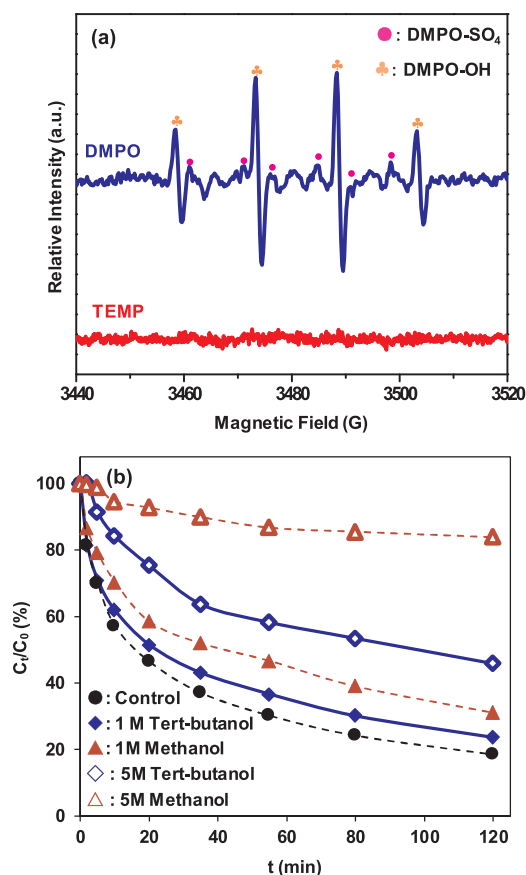 (a)
● : DMPO-SO₄
♣ : DMPO-OH
DMPO
TEMP
Relative Intensity (a.u.)
3440 3460 3480 3500 3520
Magnetic Field (G)
(b)
100
80
60
40
20
0
Cₜ/C₀ (%)
● : Control
◆ : 1 M Tert-butanol
▲ : 1M Methanol
◇ : 5M Tert-butanol
△ : 5M Methanol
0 20 40 60 80 100 120
t (min)